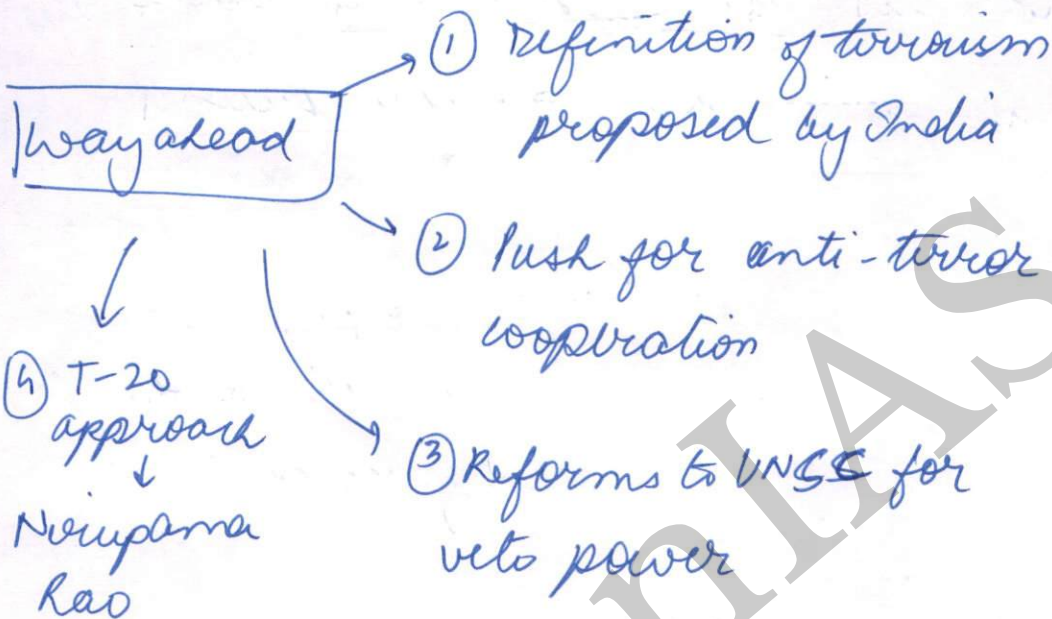 Way ahead
① Definition of terrorism
proposed by India
② Push for anti-terror
cooperation
③ Reforms to UNSC for
veto power
④ T-20
approach
↓
Nirupama
Rao
nIAS